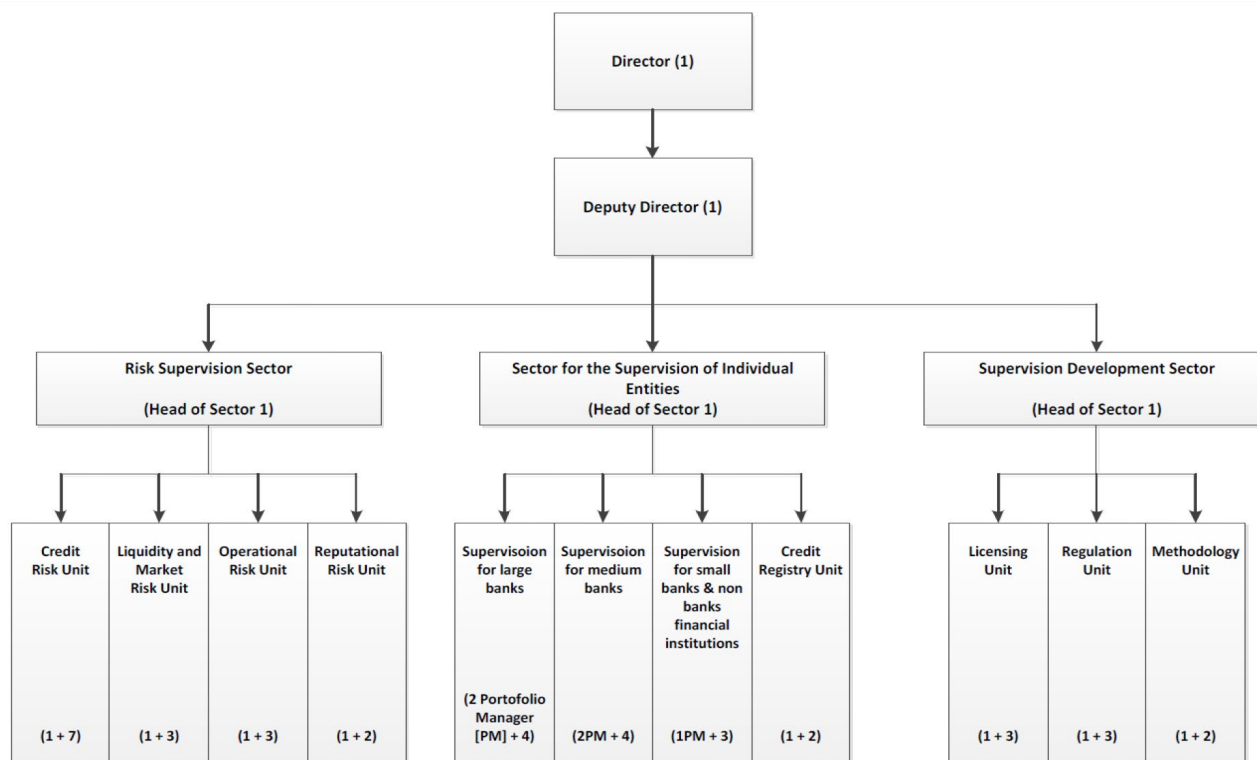 Director (1)
Deputy Director (1)
Risk Supervision Sector
(Head of Sector 1)
Sector for the Supervision of Individual
Entities
(Head of Sector 1)
Supervision Development Sector
(Head of Sector 1)
Credit
Risk Unit
(1 + 7)
Liquidity and
Market
Risk Unit
(1 + 3)
Operational
Risk Unit
(1 + 3)
Reputational
Risk Unit
(1 + 2)
Supervisoion
for large
banks
(2 Portofolio
Manager
[PM] + 4)
Supervisoion
for medium
banks
(2PM + 4)
Supervision
for small
banks & non
banks
financial
institutions
(1PM + 3)
Credit
Registry Unit
(1 + 2)
Licensing
Unit
(1 + 3)
Regulation
Unit
(1 + 3)
Methodology
Unit
(1 + 2)